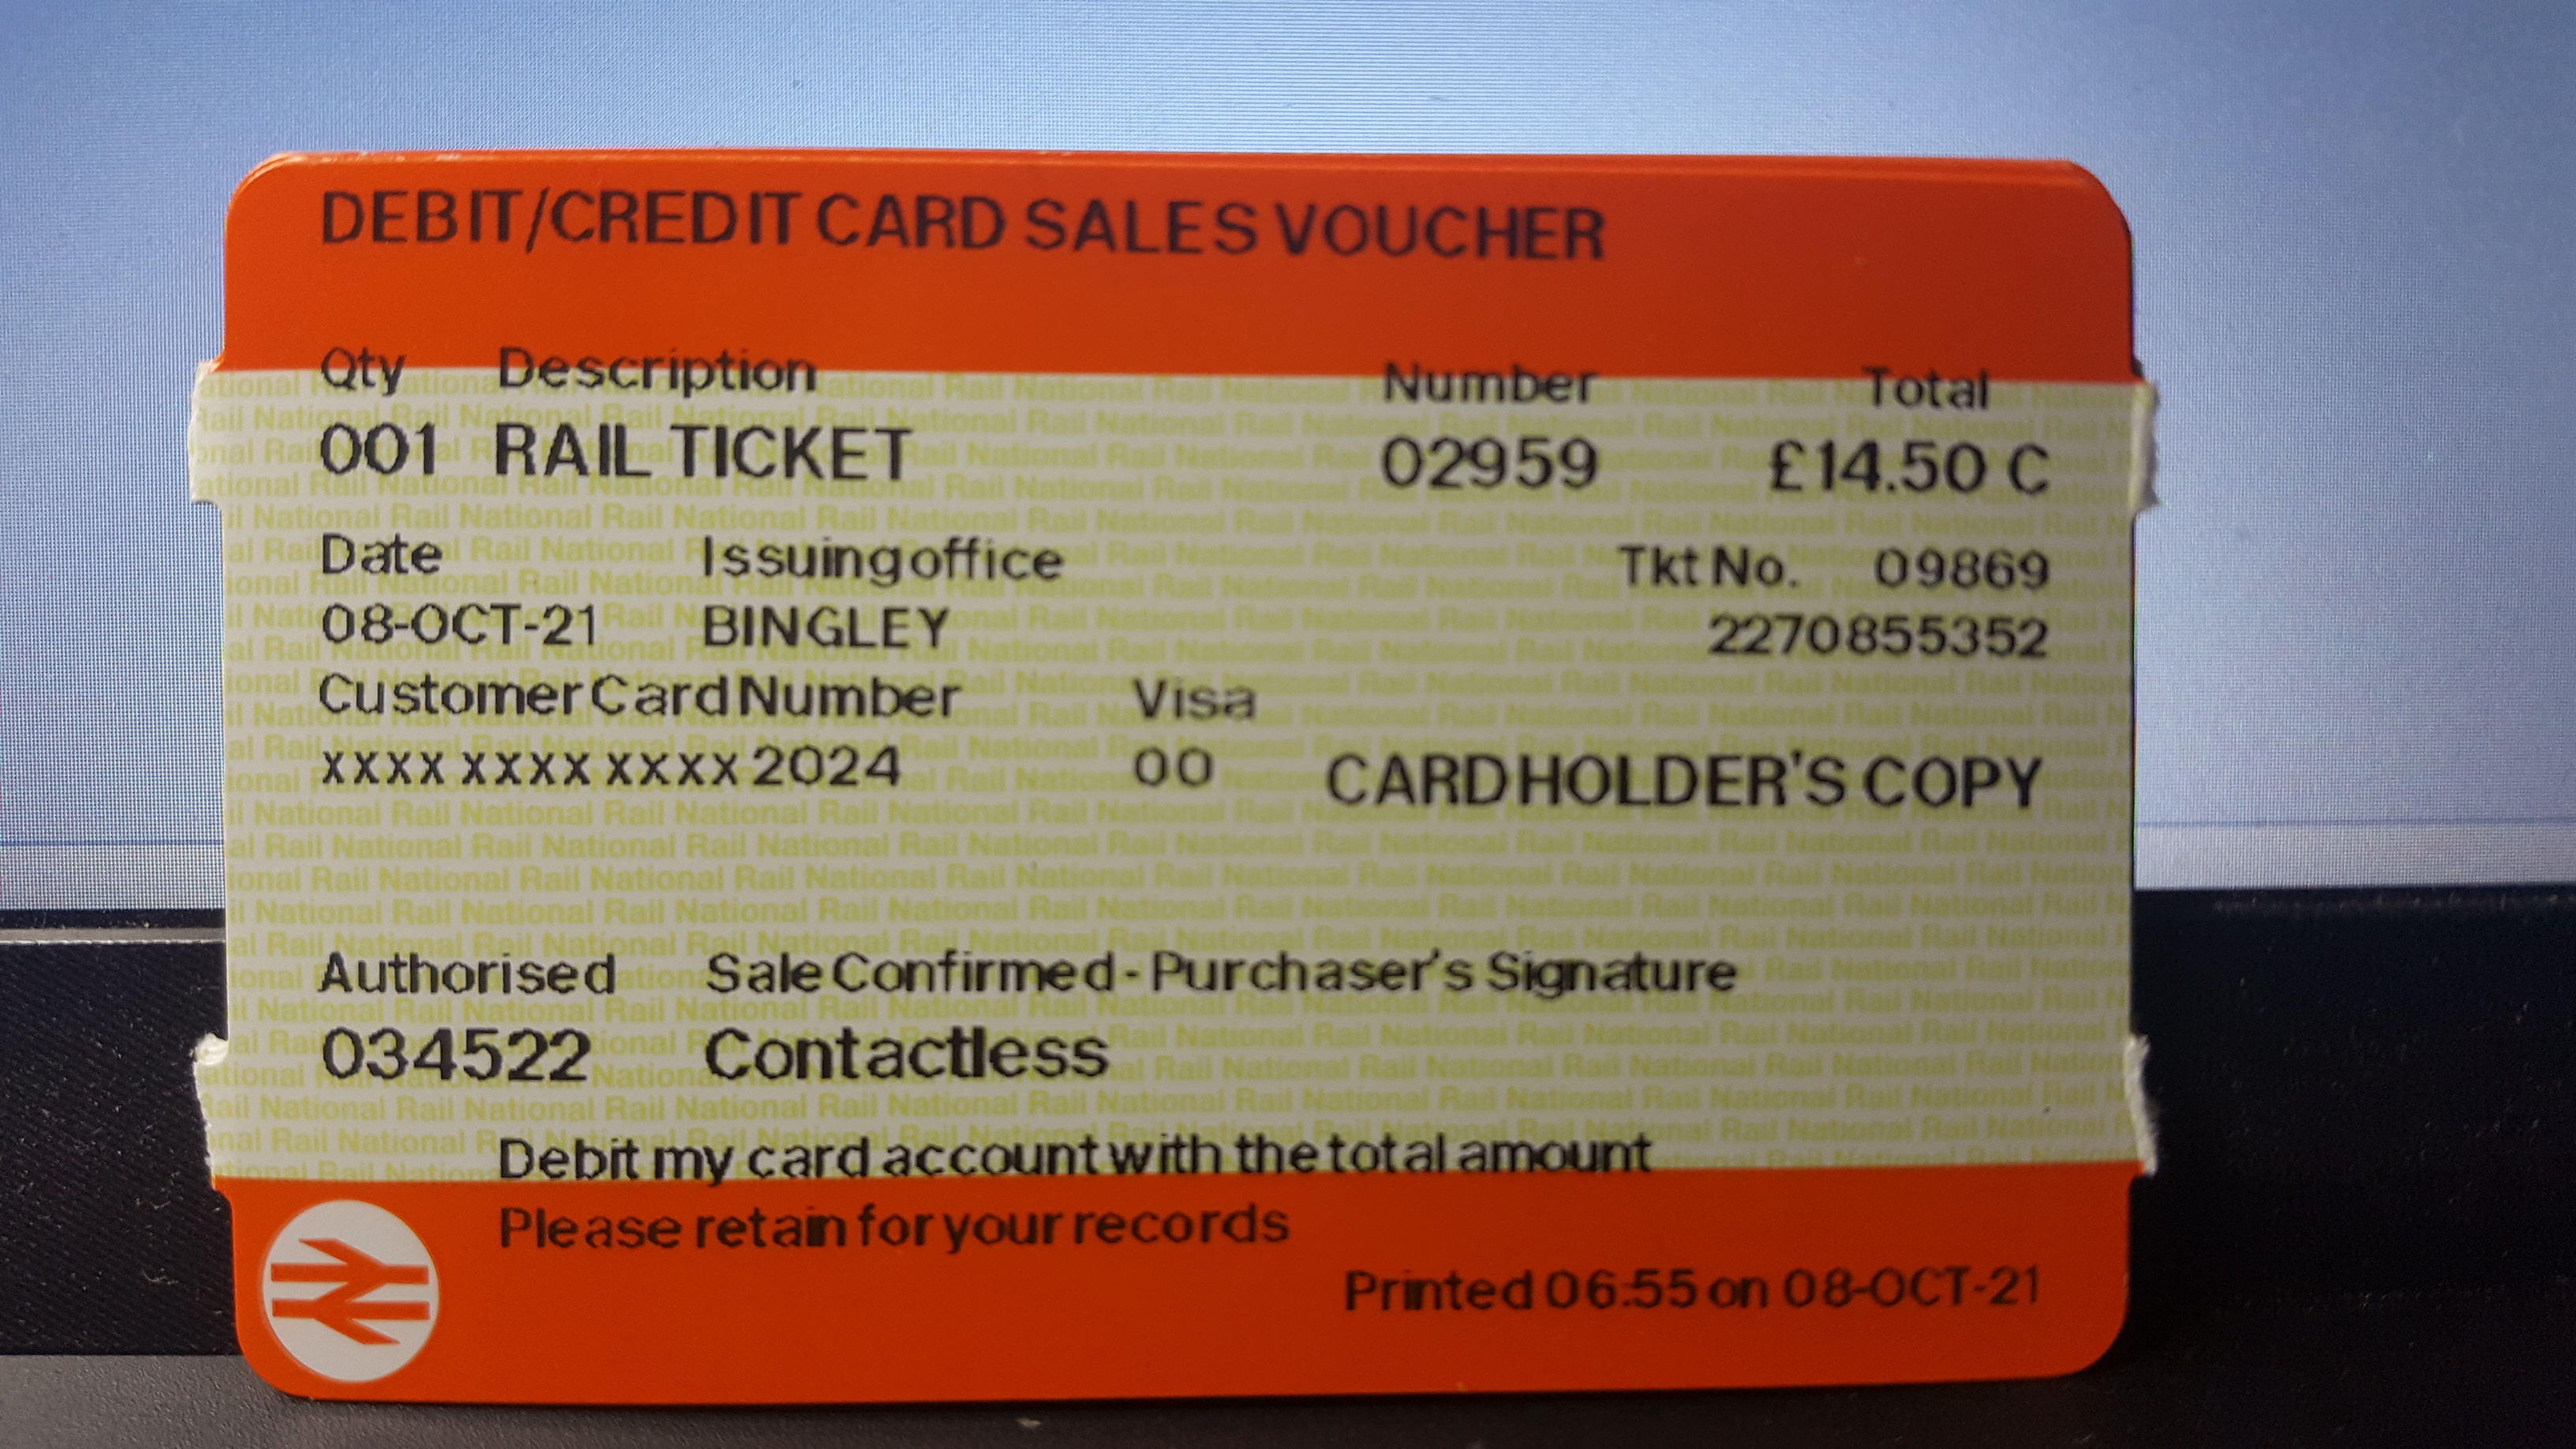 DEBIT/CREDIT CARD SALES VOUCHER
Qty Description Number Total
001 RAIL TICKET 02959 £14.50 C
Date Issuing office Tkt No. 09869
08-OCT-21 BINGLEY 2270855352
Customer Card Number Visa
xxxx xxxx xxxx 2024 00 CARDHOLDER'S COPY
Authorised Sale Confirmed - Purchaser's Signature
034522 Contactless
Debit my card account with the total amount
Please retain for your records
Printed 06:55 on 08-OCT-21